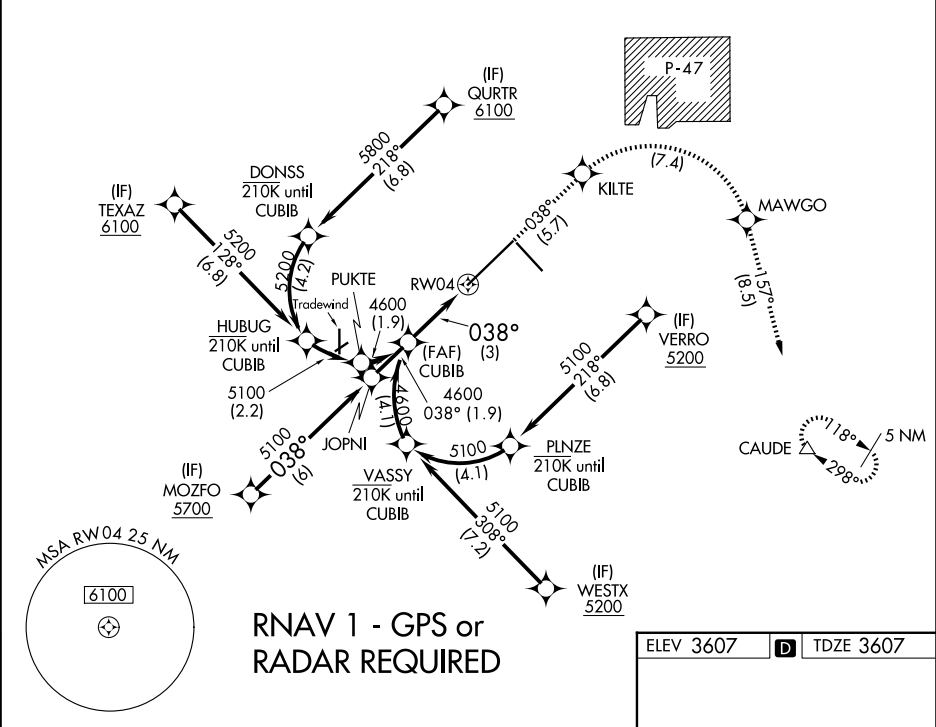 P-47
(IF)
QURTR
6100
5800
218°
(6.8)
(7.4)
KILTE
DONSS
210K until
CUBIB
(IF)
TEXAZ
6100
5200
128°
(6.8)
038°
(5.7)
MAWGO
5200
(4.2)
PUKTE
RW04
157°
(8.5)
Tradewind
4600
(1.9)
HUBUG
210K until
CUBIB
038°
(3)
(FAF)
CUBIB
(IF)
VERRO
5200
5100
(2.2)
4600
(4.1)
4600
038° (1.9)
5100
218°
(6.8)
JOPNI
5100
038°
(6)
(IF)
MOZFO
5700
VASSY
210K until
CUBIB
5100
(4.1)
PLNZE
210K until
CUBIB
CAUDE
118°
298°
5 NM
5100
308°
(7.2)
(IF)
WESTX
5200
MSA RW04 25 NM
6100
RNAV 1 - GPS or
RADAR REQUIRED
ELEV 3607 D TDZE 3607